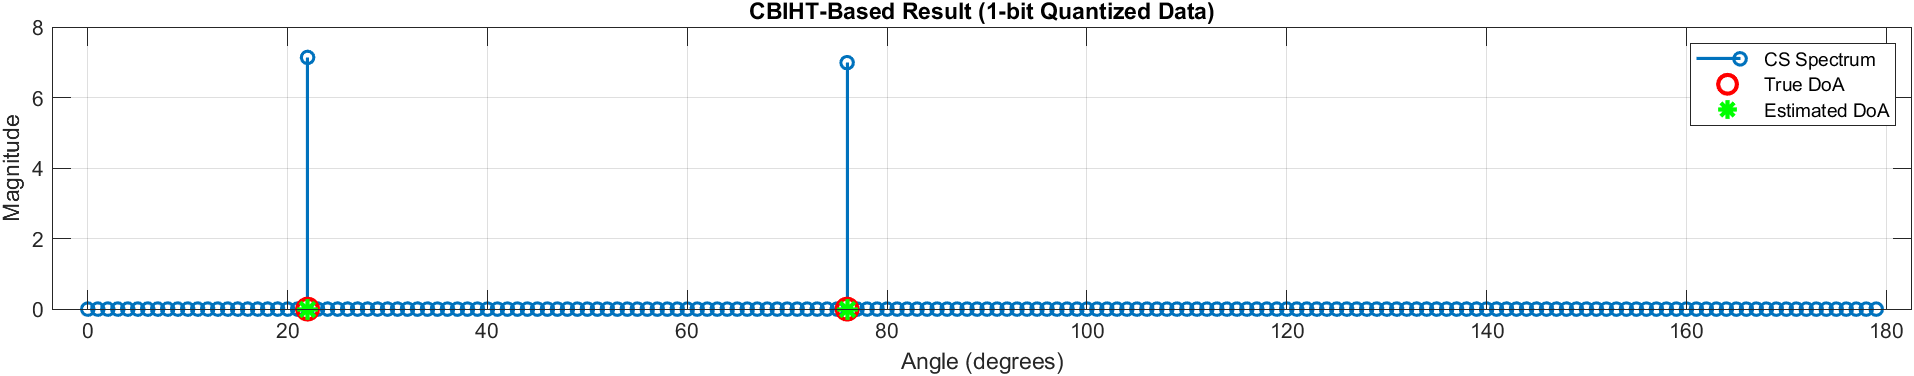 CBIHT-Based Result (1-bit Quantized Data)
8
6
4
2
0
Magnitude
CS Spectrum
True DoA
Estimated DoA
0 20 40 60 80 100 120 140 160 180
Angle (degrees)